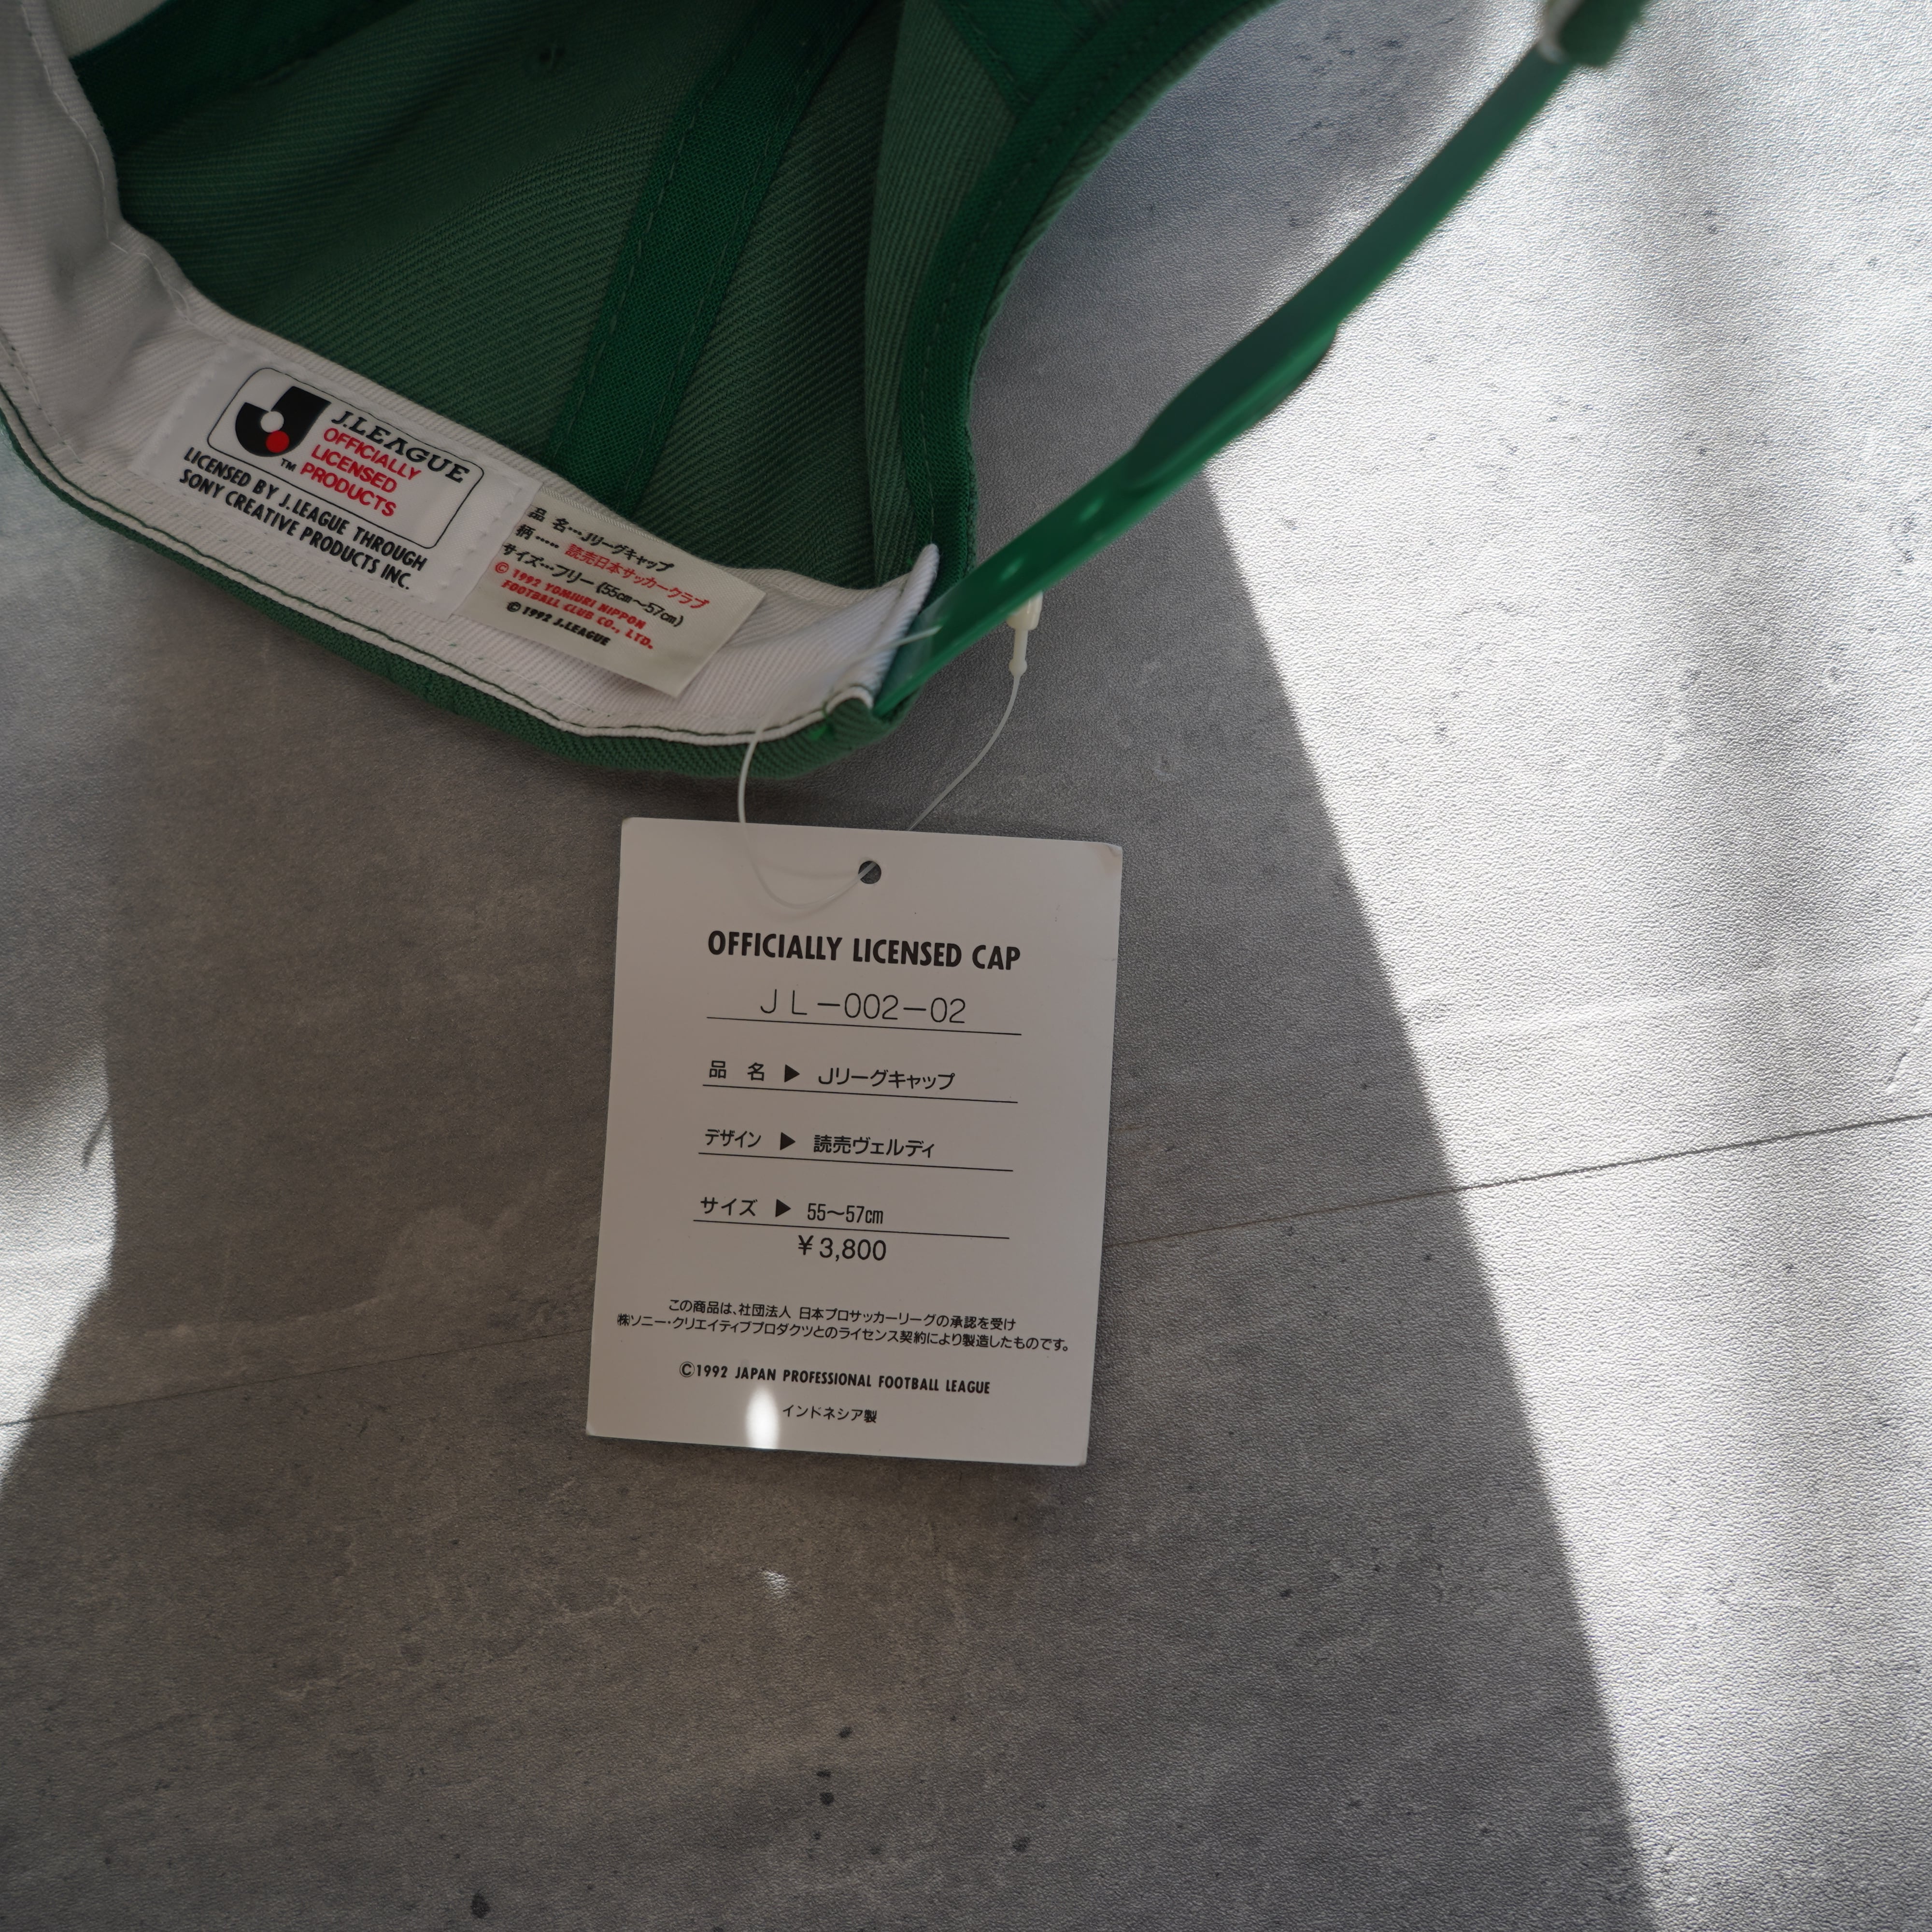 J.LEAGUE
OFFICIALLY
LICENSED
PRODUCTS
TM
LICENSED BY J.LEAGUE THROUGH
SONY CREATIVE PRODUCTS INC.
品 名…Jリーグキャップ
柄…‥ 読売日本サッカークラブ
サイズ…フリー(55cm〜57cm)
© 1992 YOMIURI NIPPON
FOOTBALL CLUB CO., LTD.
© 1992 J.LEAGUE
OFFICIALLY LICENSED CAP
JL-002-02
品 名 ▶ Jリーグキャップ
デザイン ▶ 読売ヴェルディ
サイズ ▶ 55〜57cm
¥3,800
この商品は、社団法人 日本プロサッカーリーグの承認を受け
㈱ソニー・クリエイティブプロダクツとのライセンス契約により製造したものです。
©1992 JAPAN PROFESSIONAL FOOTBALL LEAGUE
インドネシア製